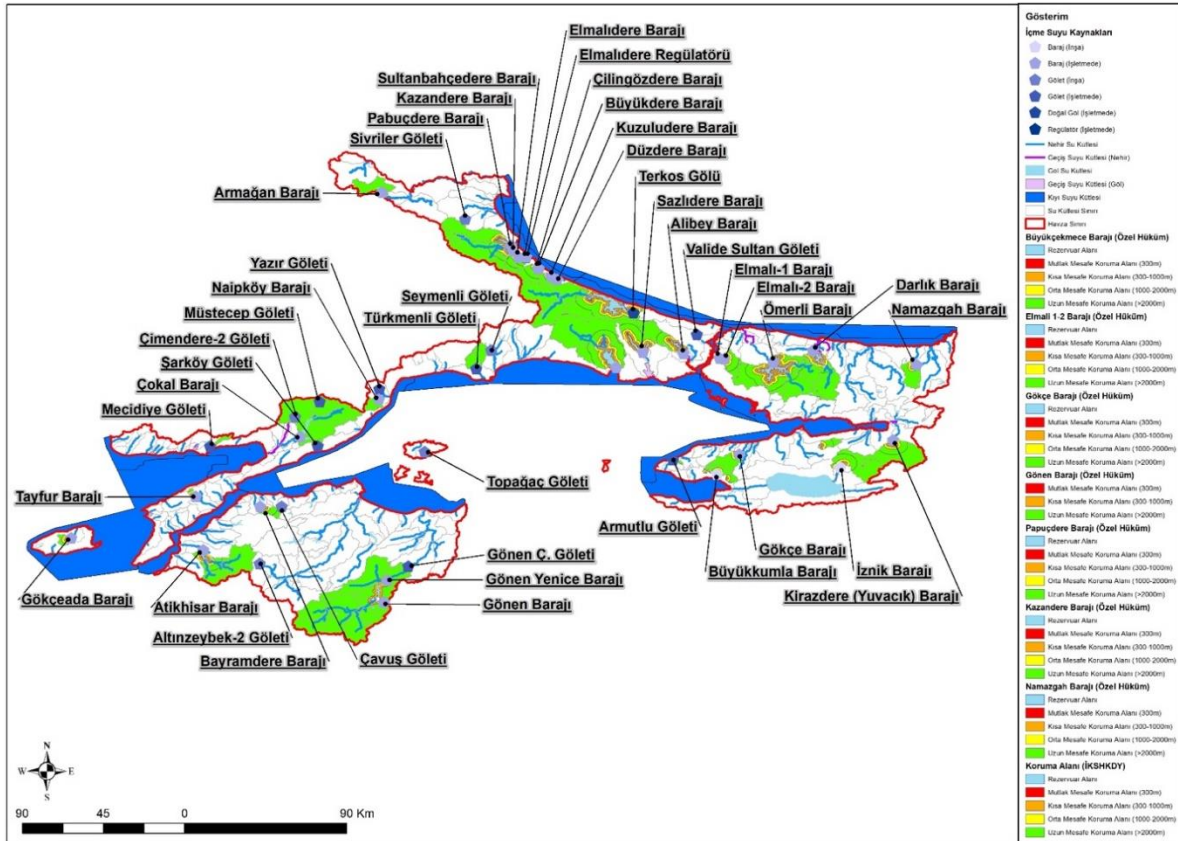 Elmalıdere Barajı
Elmalıdere Regülatörü
Sultanbahçedere Barajı
Çilingözdere Barajı
Kazandere Barajı
Büyükdere Barajı
Pabuçdere Barajı
Kuzuludere Barajı
Sivriler Göleti
Düzdere Barajı
Terkos Gölü
Armağan Barajı
Sazlıdere Barajı
Alibey Barajı
Valide Sultan Göleti
Yazır Göleti
Elmalı-1 Barajı
Naipköy Barajı
Seymenli Göleti
Elmalı-2 Barajı
Darlık Barajı
Müstecep Göleti
Türkmenli Göleti
Ömerli Barajı
Namazgah Barajı
Çimendere-2 Göleti
Şarköy Göleti
Çokal Barajı
Mecidiye Göleti
Tayfur Barajı
Topağaç Göleti
Armutlu Göleti
Gönen Ç. Göleti
Gökçe Barajı
Gönen Yenice Barajı
Büyükkumla Barajı
İznik Barajı
Gökçeada Barajı
Atikhisar Barajı
Gönen Barajı
Kirazdere (Yuvacık) Barajı
Altınzeybek-2 Göleti
Bayramdere Barajı
Çavuş Göleti
N
W E
S
90 45 0 90 Km
Gösterim
İçme Suyu Kaynakları
Baraj (İnşa)
Baraj (İşletmede)
Gölet (İnşa)
Gölet (İşletmede)
Doğal Göl (İşletmede)
Regülatör (İşletmede)
Nehir Su Kütlesi
Geçiş Suyu Kütlesi (Nehir)
Göl Su Kütlesi
Geçiş Suyu Kütlesi (Göl)
Kıyı Suyu Kütlesi
Su Kütlesi Sınırı
Havza Sınırı
Büyükçekmece Barajı (Özel Hüküm)
Rezervuar Alanı
Mutlak Mesafe Koruma Alanı (300m)
Kısa Mesafe Koruma Alanı (300-1000m)
Orta Mesafe Koruma Alanı (1000-2000m)
Uzun Mesafe Koruma Alanı (>2000m)
Elmali 1-2 Barajı (Özel Hüküm)
Rezervuar Alanı
Mutlak Mesafe Koruma Alanı (300m)
Kısa Mesafe Koruma Alanı (300-1000m)
Orta Mesafe Koruma Alanı (1000-2000m)
Uzun Mesafe Koruma Alanı (>2000m)
Gökçe Barajı (Özel Hüküm)
Rezervuar Alanı
Mutlak Mesafe Koruma Alanı (300m)
Kısa Mesafe Koruma Alanı (300-1000m)
Uzun Mesafe Koruma Alanı (>2000m)
Gönen Barajı (Özel Hüküm)
Mutlak Mesafe Koruma Alanı (300m)
Kısa Mesafe Koruma Alanı (300-1000m)
Uzun Mesafe Koruma Alanı (>2000m)
Papuçdere Barajı (Özel Hüküm)
Rezervuar Alanı
Mutlak Mesafe Koruma Alanı (300m)
Kısa Mesafe Koruma Alanı (300-1000m)
Orta Mesafe Koruma Alanı (1000-2000m)
Uzun Mesafe Koruma Alanı (>2000m)
Kazandere Barajı (Özel Hüküm)
Rezervuar Alanı
Mutlak Mesafe Koruma Alanı (300m)
Kısa Mesafe Koruma Alanı (300-1000m)
Orta Mesafe Koruma Alanı (1000-2000m)
Uzun Mesafe Koruma Alanı (>2000m)
Namazgah Barajı (Özel Hüküm)
Rezervuar Alanı
Mutlak Mesafe Koruma Alanı (300m)
Kısa Mesafe Koruma Alanı (300-1000m)
Orta Mesafe Koruma Alanı (1000-2000m)
Uzun Mesafe Koruma Alanı (>2000m)
Koruma Alanı (İKSHKDY)
Rezervuar Alanı
Mutlak Mesafe Koruma Alanı (300m)
Kısa Mesafe Koruma Alanı (300-1000m)
Orta Mesafe Koruma Alanı (1000-2000m)
Uzun Mesafe Koruma Alanı (>2000m)